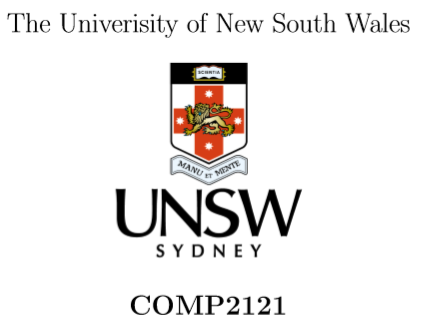 The Univerisity of New South Wales
SCIENTIA
MANU ET MENTE
UNSW
SYDNEY
COMP2121